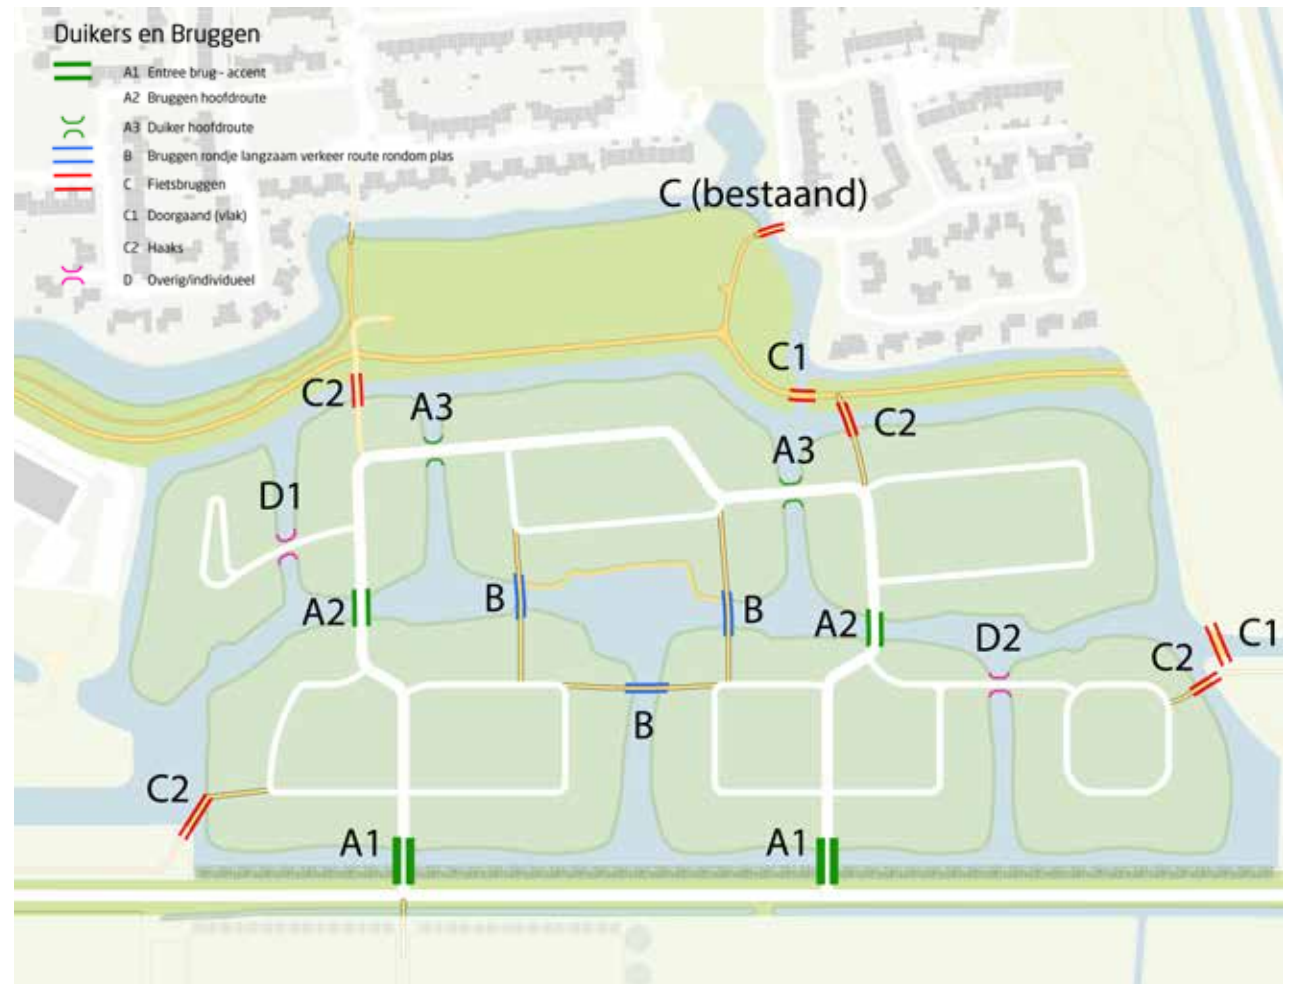 Duikers en Bruggen
A1 Entree brug - accent
A2 Bruggen hoofdroute
A3 Duiker hoofdroute
B Bruggen rondje langzaam verkeer route rondom plas
C Fietsbruggen
C1 Doorgaand (vlak)
C2 Haaks
D Overig/individueel
C (bestaand)
C1
C2
A3
C2
A3
D1
B
B
A2
A2
D2
C1
C2
B
C2
A1
A1